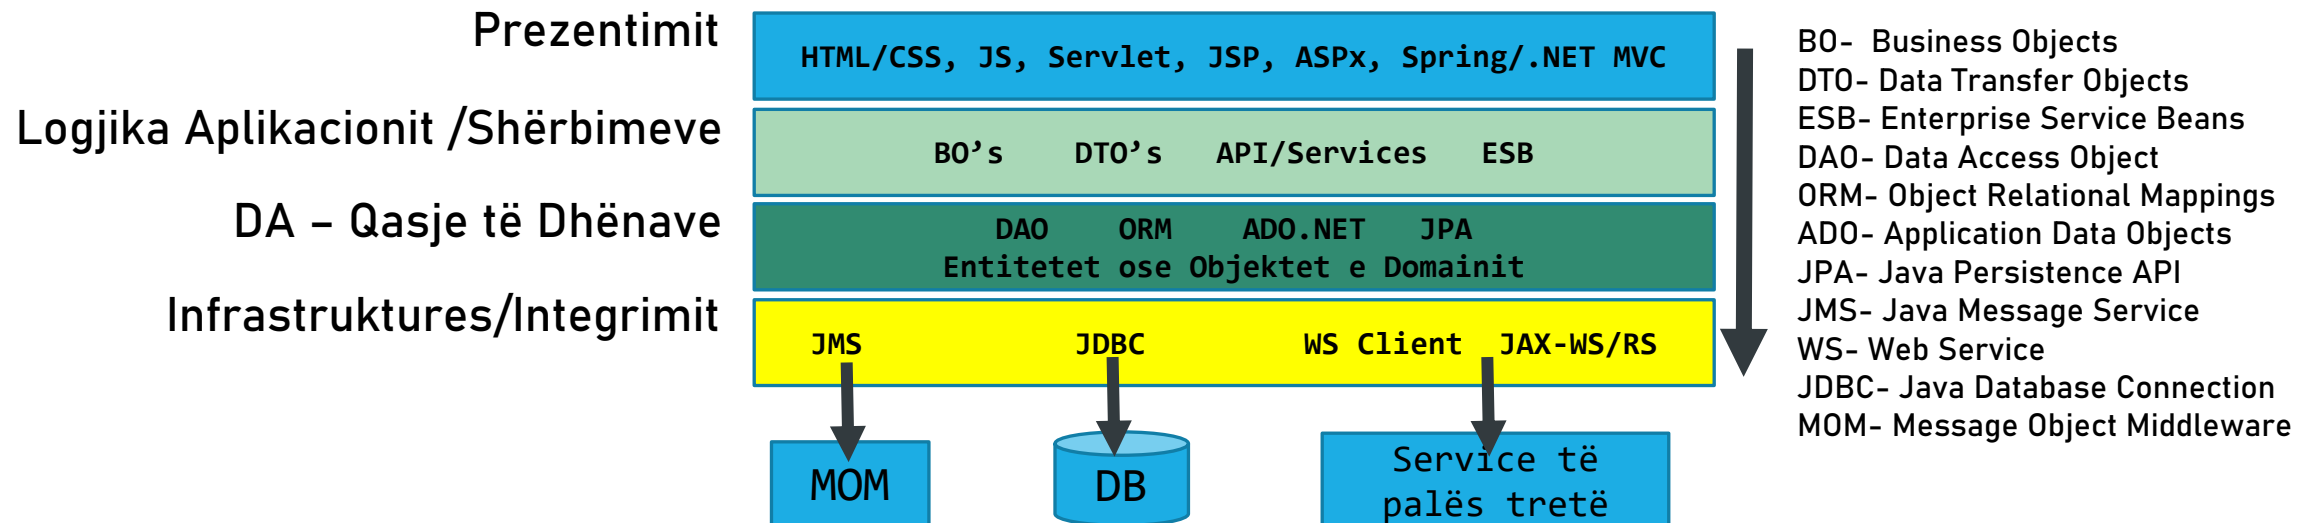 Prezentimit
HTML/CSS, JS, Servlet, JSP, ASPx, Spring/.NET MVC
Logjika Aplikacionit /Shërbimeve
BO’s DTO’s API/Services ESB
DA – Qasje të Dhënave
DAO ORM ADO.NET JPA
Entitetet ose Objektet e Domainit
Infrastruktures/Integrimit
JMS JDBC WS Client JAX-WS/RS
MOM
DB
Service të
palës tretë
BO- Business Objects
DTO- Data Transfer Objects
ESB- Enterprise Service Beans
DAO- Data Access Object
ORM- Object Relational Mappings
ADO- Application Data Objects
JPA- Java Persistence API
JMS- Java Message Service
WS- Web Service
JDBC- Java Database Connection
MOM- Message Object Middleware